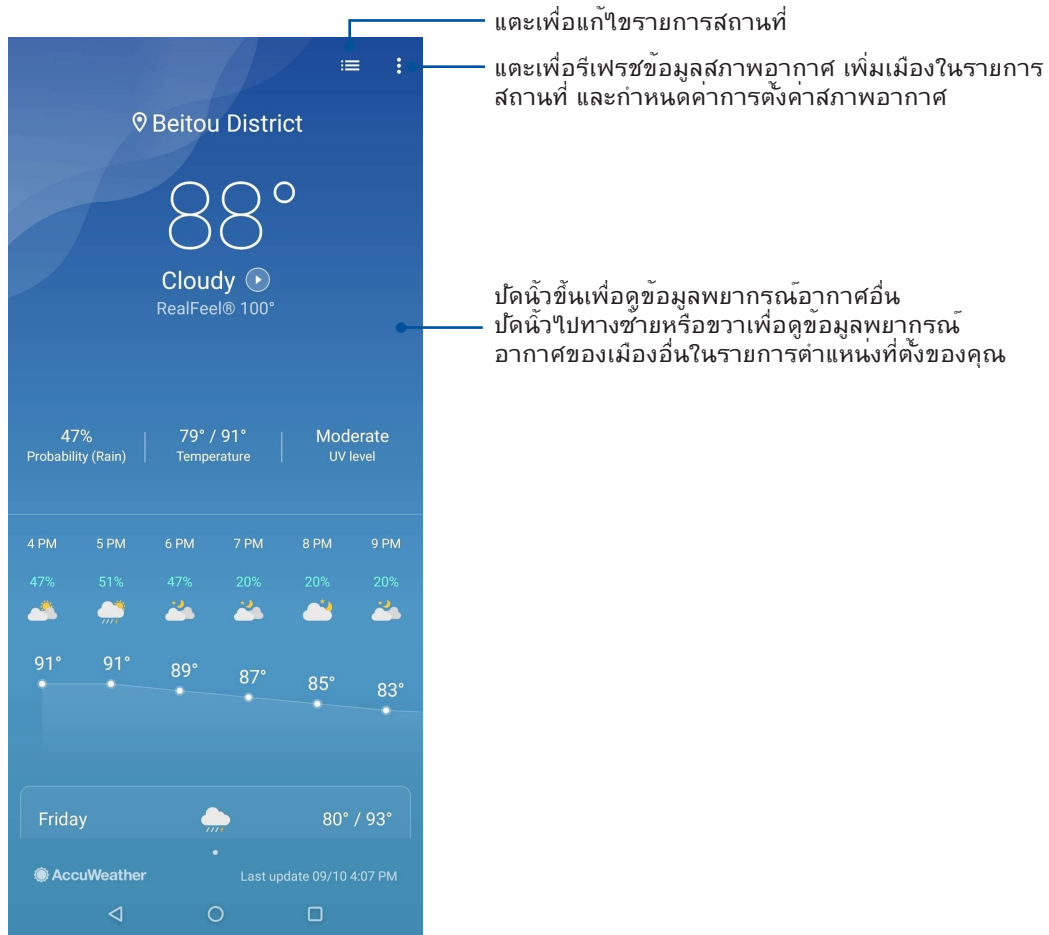 แตะเพื่อแก้ไขรายการสถานที่
แตะเพื่อรีเฟรชข้อมูลสภาพอากาศ เพิ่มเมืองในรายการ
สถานที่ และกำหนดค่าการตั้งค่าสภาพอากาศ
Beitou District
88°
Cloudy
RealFeel® 100°
ปัดนิ้วขึ้นเพื่อดูข้อมูลพยากรณ์อากาศอื่น
ปัดนิ้วไปทางซ้ายหรือขวาเพื่อดูข้อมูลพยากรณ์
อากาศของเมืองอื่นในรายการตำแหน่งที่ตั้งของคุณ
47% 79° / 91° Moderate
Probability (Rain) Temperature UV level
4 PM 5 PM 6 PM 7 PM 8 PM 9 PM
47% 51% 47% 20% 20% 20%
91° 91° 89° 87° 85° 83°
Friday 80° / 93°
AccuWeather Last update 09/10 4:07 PM